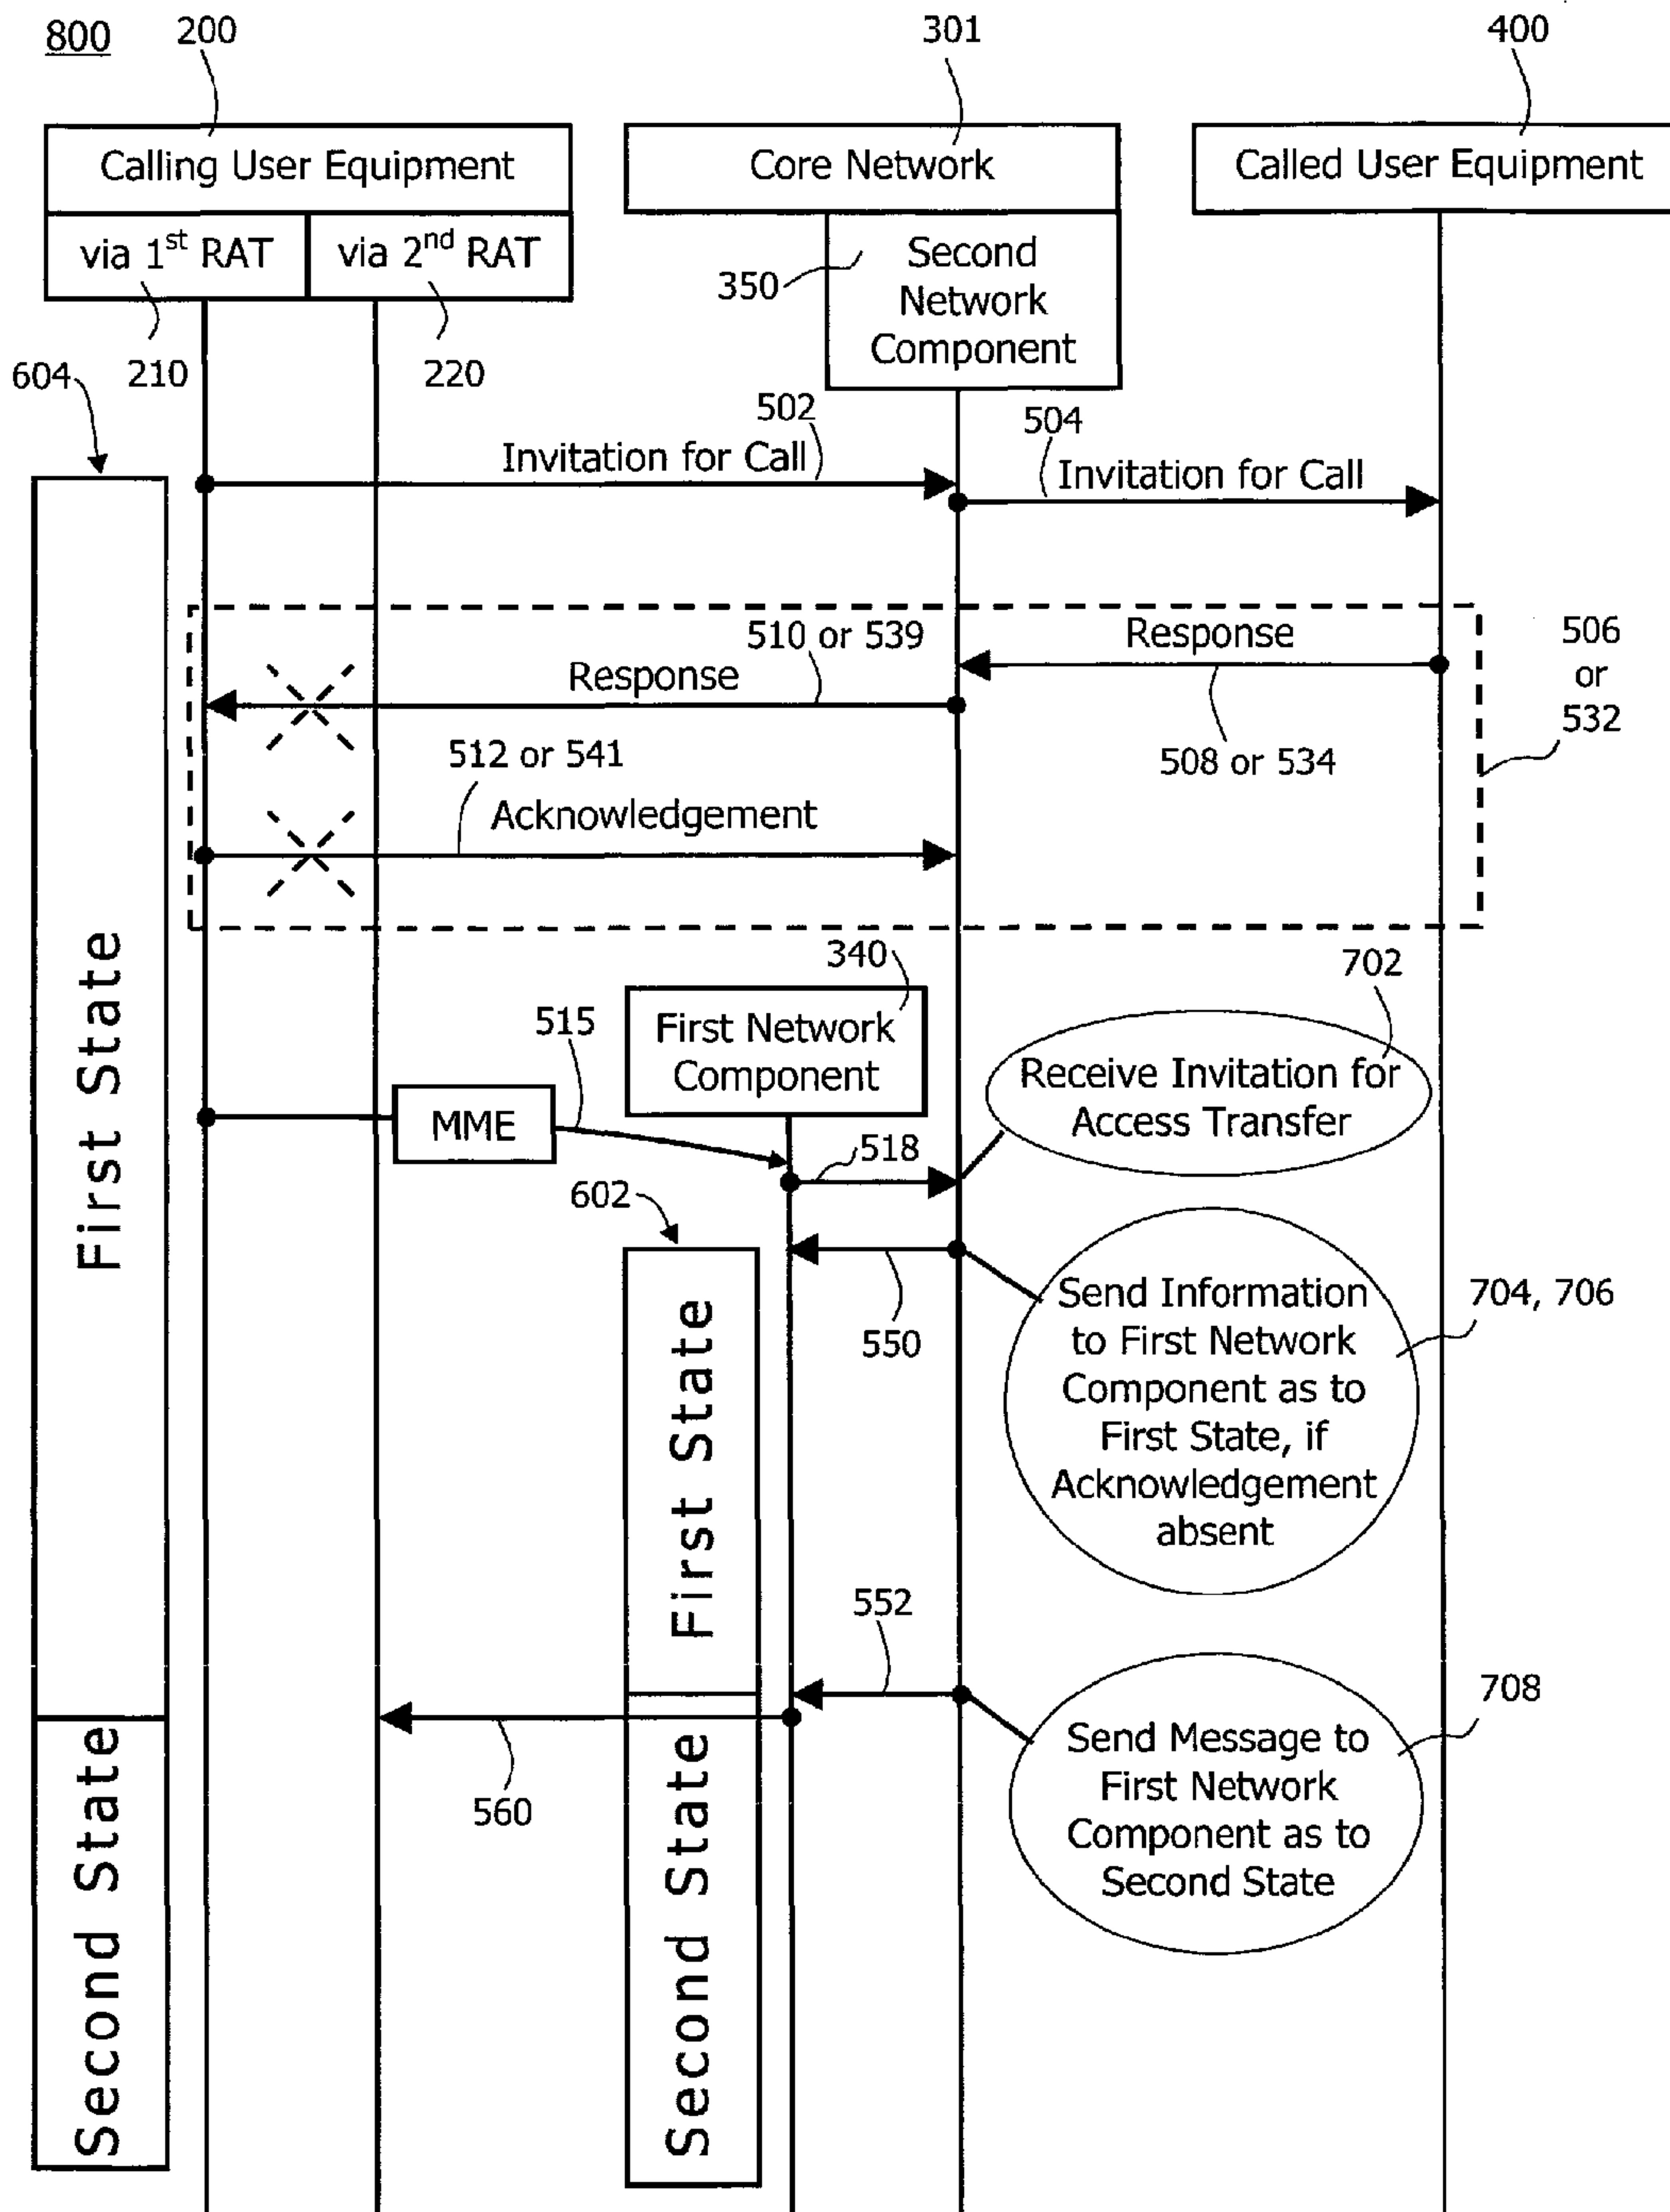 800
200
301
400
Calling User Equipment
Core Network
Called User Equipment
via 1st RAT
via 2nd RAT
350
Second
Network
Component
604
210
220
502
504
Invitation for Call
Invitation for Call
510 or 539
Response
506
or
532
Response
508 or 534
512 or 541
Acknowledgement
340
702
515
First Network
Component
Receive Invitation for
Access Transfer
MME
518
602
First State
550
Send Information
to First Network
Component as to
First State, if
Acknowledgement
absent
704, 706
First State
552
708
Send Message to
First Network
Component as to
Second State
560
Second State
Second State